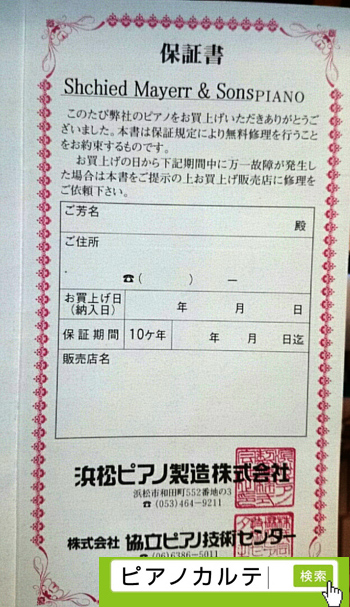 保証書
Shchied Mayerr & Sons PIANO
このたび弊社のピアノをお買上げいただきありがとうご
ざいました。本書は保証規定により無料修理を行うこと
をお約束するものです。
お買上げの日から下記期間中に万一故障が発生し
た場合は本書をご提示の上お買上げ販売店に修理を
ご依頼下さい。
ご芳名
殿
ご住所
☎( ) ー
お買上げ日
(納入日) 年 月 日
保証期間 10ケ年 年 月 日迄
販売店名
浜松ピアノ製造株式会社
浜松市和田町552番地の3
☎(053)464-9211
株式会社 協立ピアノ技術センター
☎(06)6386-5011
ピアノカルテ 検索